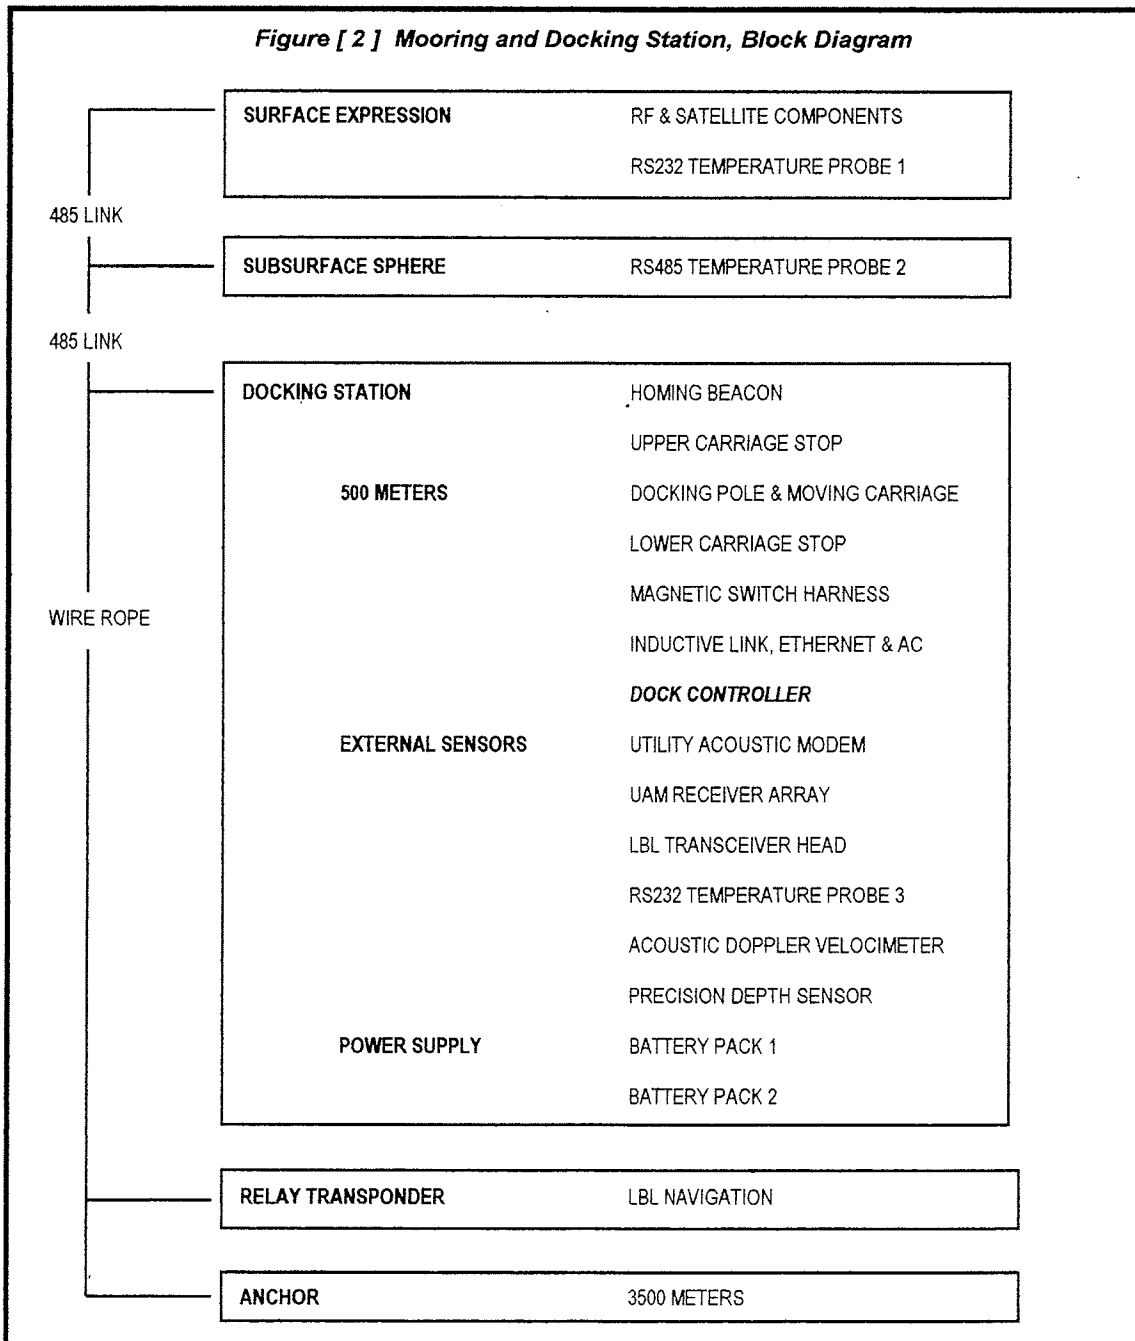 Figure [ 2 ] Mooring and Docking Station, Block Diagram
SURFACE EXPRESSION RF & SATELLITE COMPONENTS
RS232 TEMPERATURE PROBE 1
485 LINK
SUBSURFACE SPHERE RS485 TEMPERATURE PROBE 2
485 LINK
DOCKING STATION HOMING BEACON
UPPER CARRIAGE STOP
500 METERS DOCKING POLE & MOVING CARRIAGE
LOWER CARRIAGE STOP
MAGNETIC SWITCH HARNESS
WIRE ROPE
INDUCTIVE LINK, ETHERNET & AC
DOCK CONTROLLER
EXTERNAL SENSORS UTILITY ACOUSTIC MODEM
UAM RECEIVER ARRAY
LBL TRANSCEIVER HEAD
RS232 TEMPERATURE PROBE 3
ACOUSTIC DOPPLER VELOCIMETER
PRECISION DEPTH SENSOR
POWER SUPPLY BATTERY PACK 1
BATTERY PACK 2
RELAY TRANSPONDER LBL NAVIGATION
ANCHOR 3500 METERS